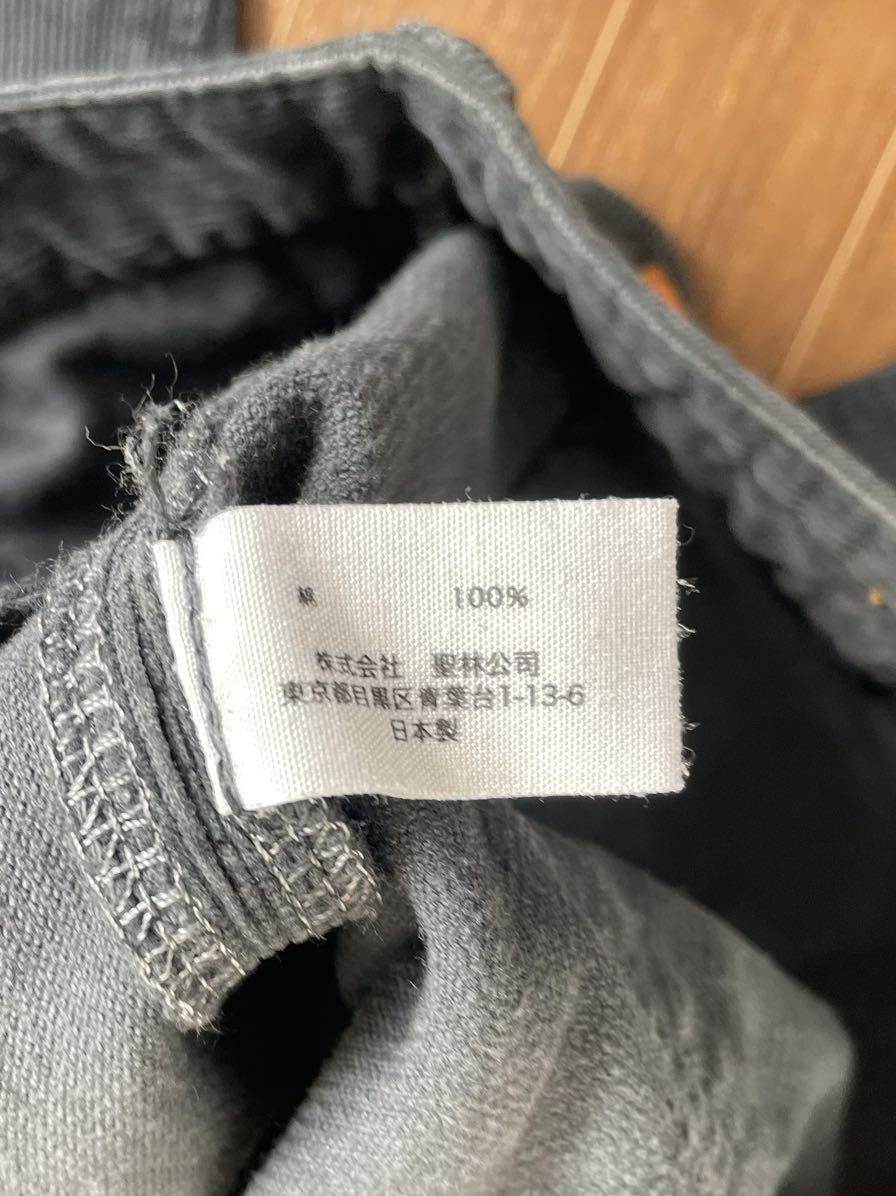 綿 100%
株式会社 聖林公司
東京都目黒区青葉台1-13-6
日本製